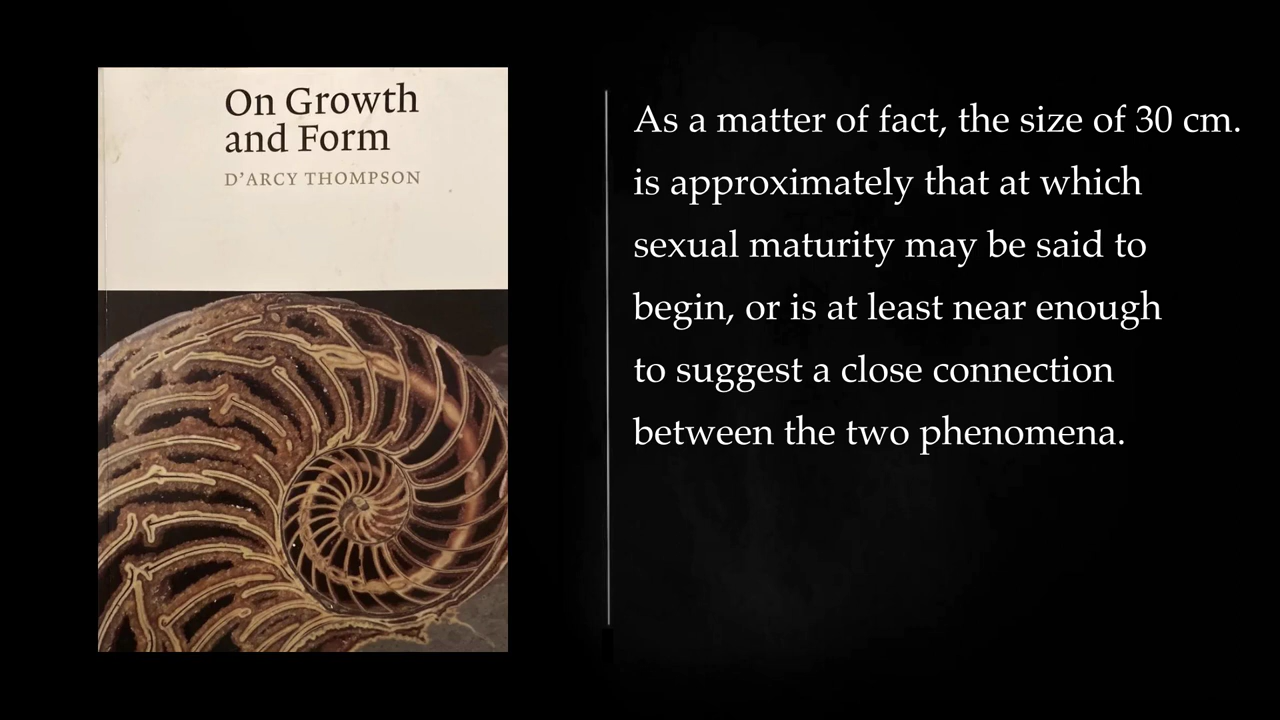 On Growth
and Form
D'ARCY THOMPSON
As a matter of fact, the size of 30 cm.
is approximately that at which
sexual maturity may be said to
begin, or is at least near enough
to suggest a close connection
between the two phenomena.